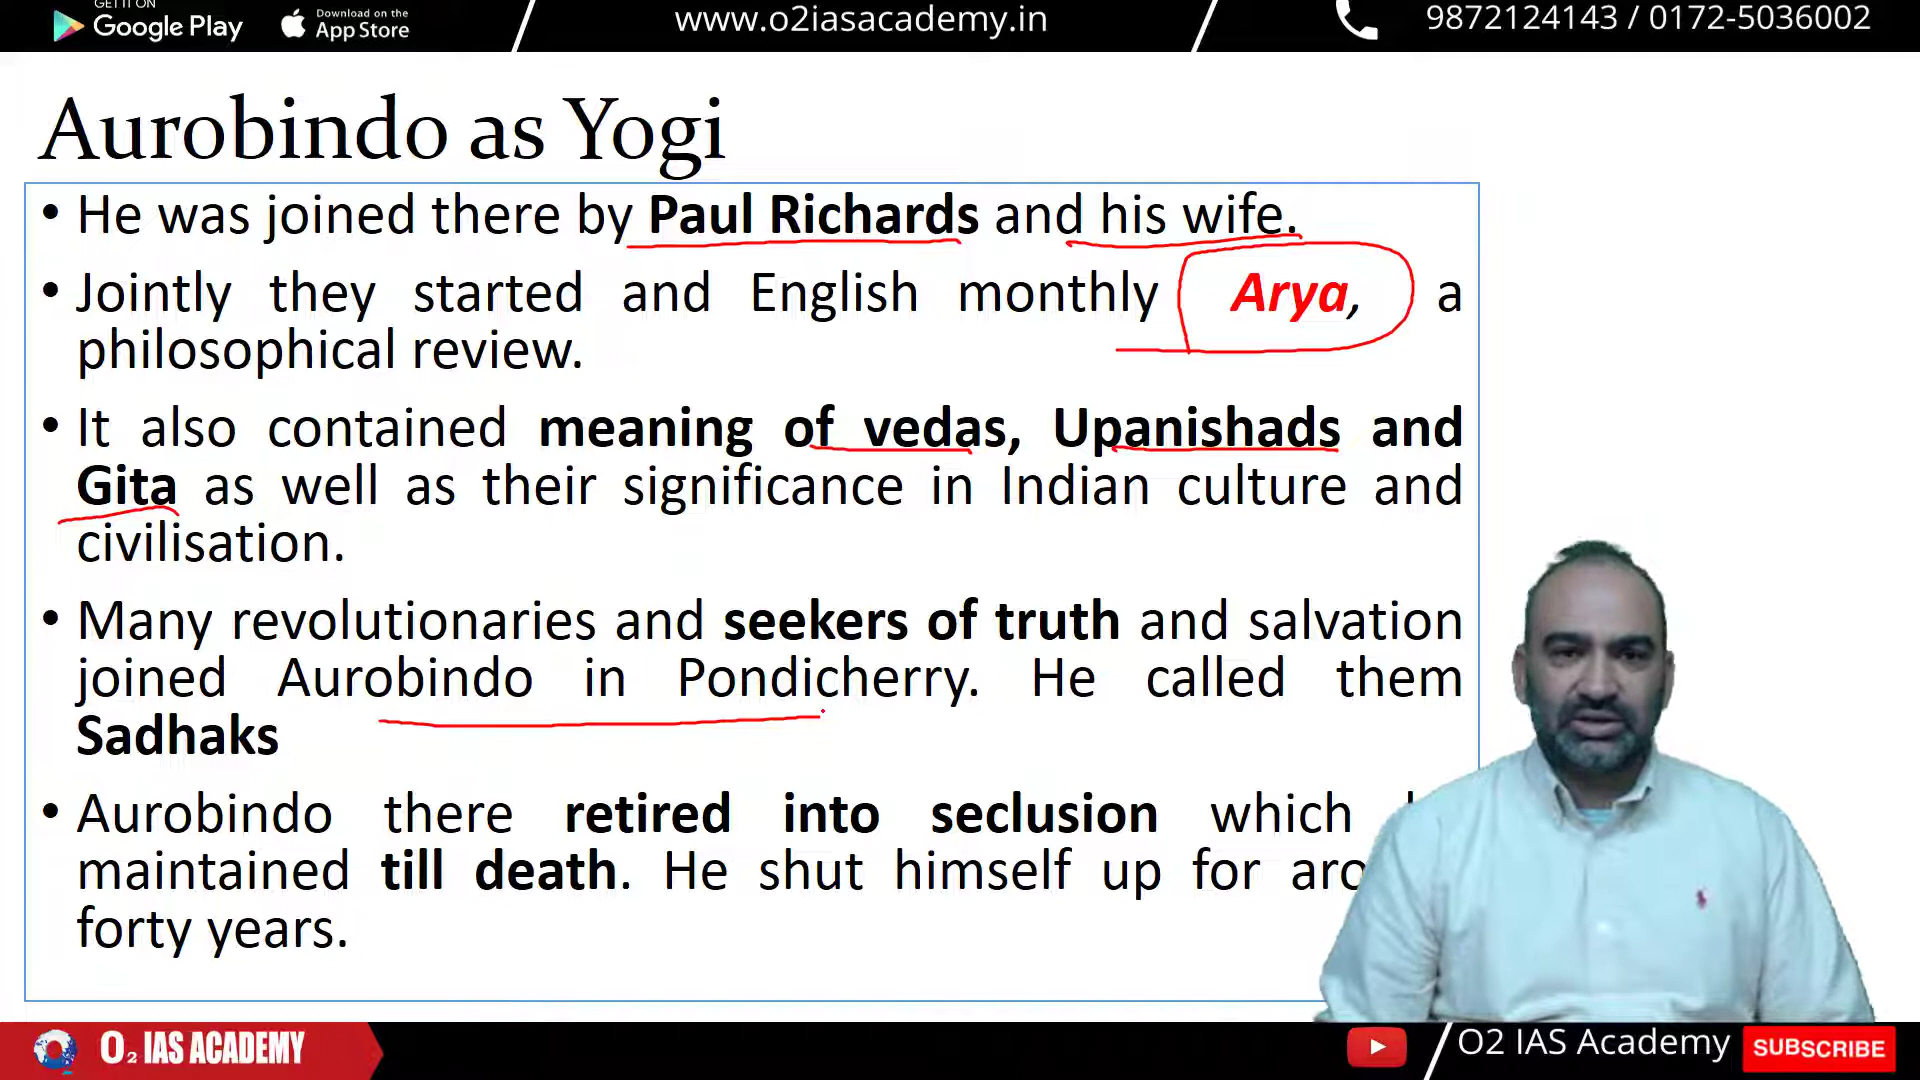 GET IT ON
Google Play
Download on the
App Store
www.o2iasacademy.in
9872124143 / 0172-5036002
Aurobindo as Yogi
• He was joined there by Paul Richards and his wife.
• Jointly they started and English monthly Arya, a
philosophical review.
• It also contained meaning of vedas, Upanishads and
Gita as well as their significance in Indian culture and
civilisation.
• Many revolutionaries and seekers of truth and salvation
joined Aurobindo in Pondicherry. He called them
Sadhaks
• Aurobindo there retired into seclusion which
maintained till death. He shut himself up for
forty years.
O2 IAS ACADEMY
O2 IAS Academy
SUBSCRIBE